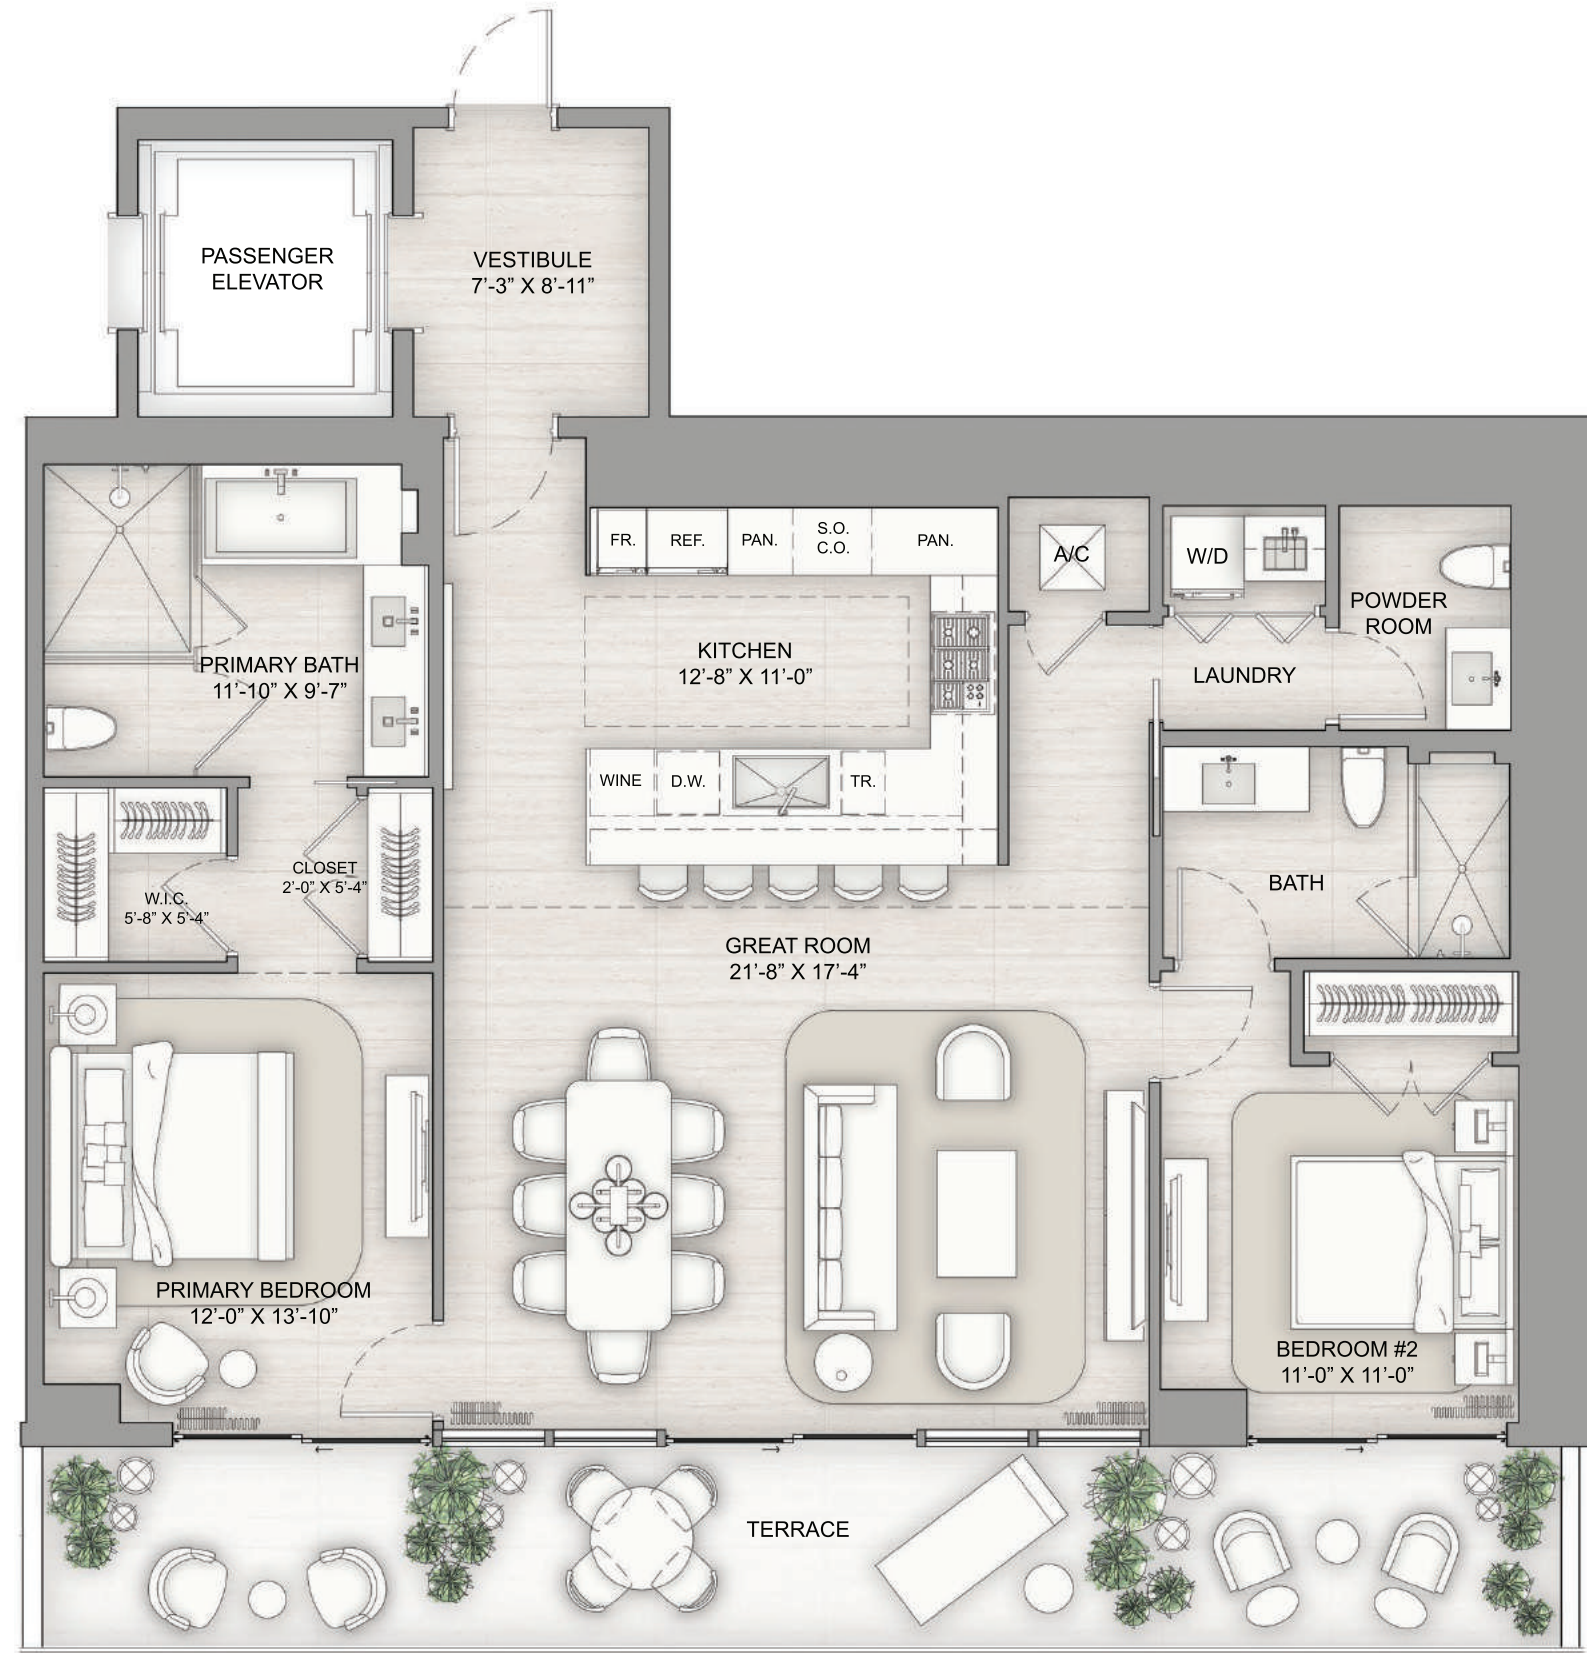 PASSENGER
ELEVATOR
VESTIBULE
7’-3” X 8’-11”
FR.
REF.
PAN.
S.O.
C.O.
PAN.
A/C
W/D
POWDER
ROOM
KITCHEN
12’-8” X 11’-0”
PRIMARY BATH
11’-10” X 9’-7”
LAUNDRY
WINE
D.W.
TR.
CLOSET
2’-0” X 5’-4”
W.I.C.
5’-8” X 5’-4”
BATH
GREAT ROOM
21’-8” X 17’-4”
PRIMARY BEDROOM
12’-0” X 13’-10”
BEDROOM #2
11’-0” X 11’-0”
TERRACE